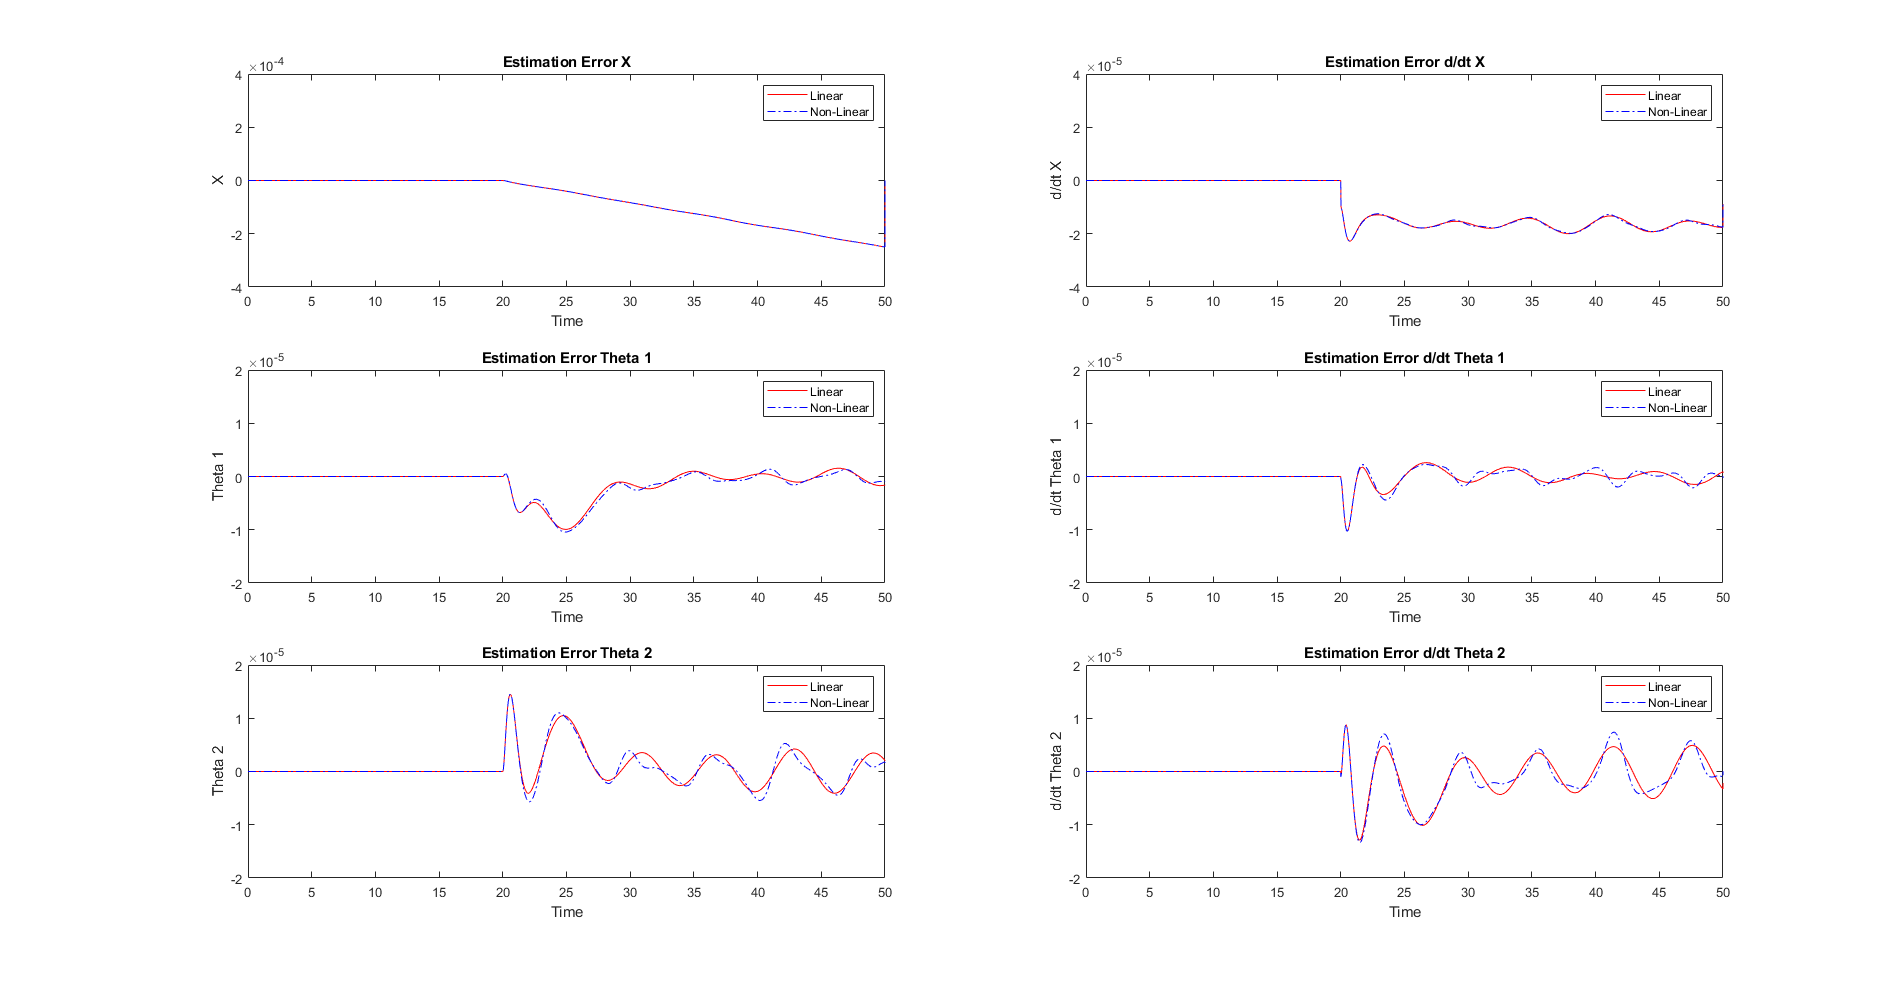 Estimation Error X
×10-4
4
2
0
-2
-4
X
0 5 10 15 20 25 30 35 40 45 50
Time
Linear
Non-Linear
Estimation Error d/dt X
×10-5
4
2
0
-2
-4
d/dt X
0 5 10 15 20 25 30 35 40 45 50
Time
Linear
Non-Linear
Estimation Error Theta 1
×10-5
2
1
0
-1
-2
Theta 1
0 5 10 15 20 25 30 35 40 45 50
Time
Linear
Non-Linear
Estimation Error d/dt Theta 1
×10-5
2
1
0
-1
-2
d/dt Theta 1
0 5 10 15 20 25 30 35 40 45 50
Time
Linear
Non-Linear
Estimation Error Theta 2
×10-5
2
1
0
-1
-2
Theta 2
0 5 10 15 20 25 30 35 40 45 50
Time
Linear
Non-Linear
Estimation Error d/dt Theta 2
×10-5
2
1
0
-1
-2
d/dt Theta 2
0 5 10 15 20 25 30 35 40 45 50
Time
Linear
Non-Linear